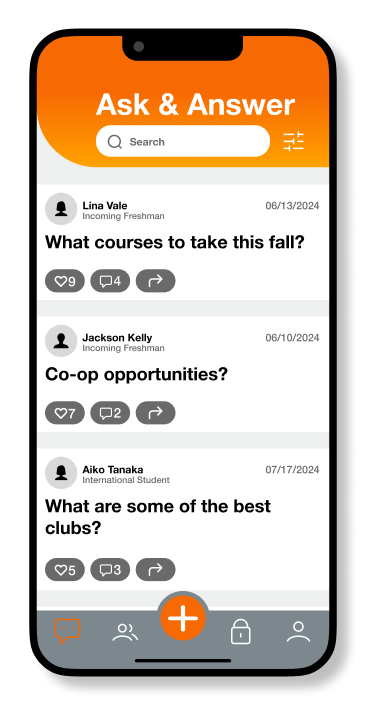 Ask & Answer
Search
Lina Vale
06/13/2024
Incoming Freshman
What courses to take this fall?
9
4
Jackson Kelly
06/10/2024
Incoming Freshman
Co-op opportunities?
7
2
Aiko Tanaka
07/17/2024
International Student
What are some of the best
clubs?
5
3